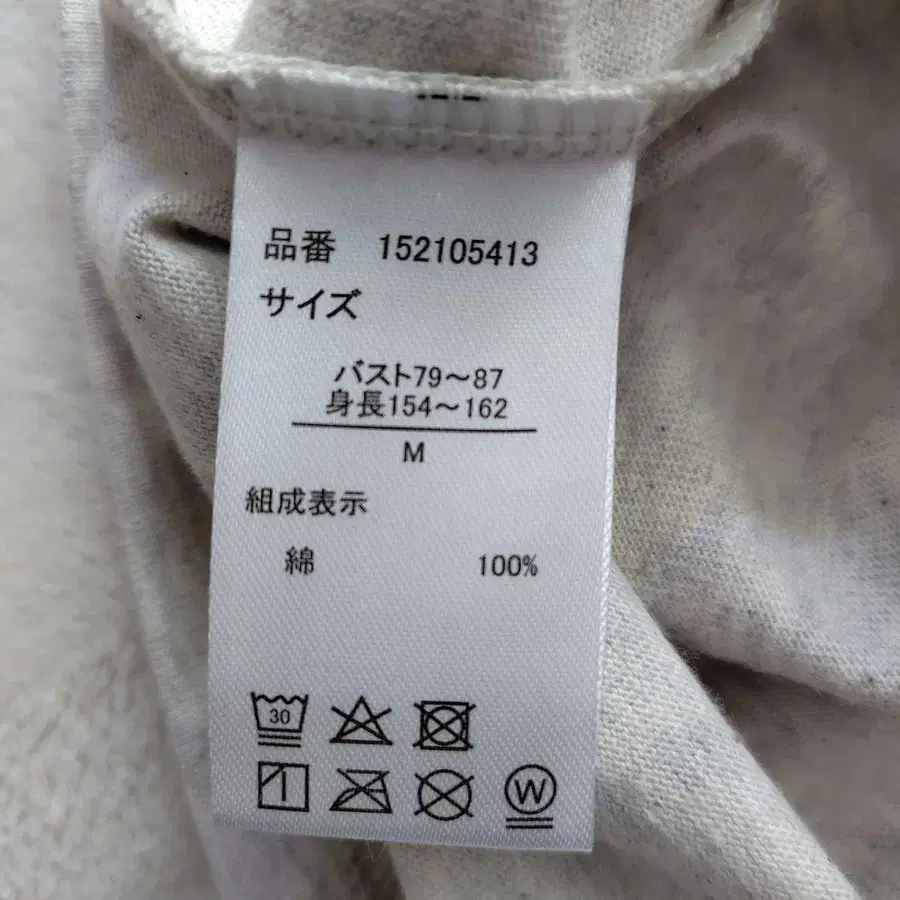 品番 152105413
サイズ
バスト79～87
身長154～162
M
組成表示
綿 100%
30
W